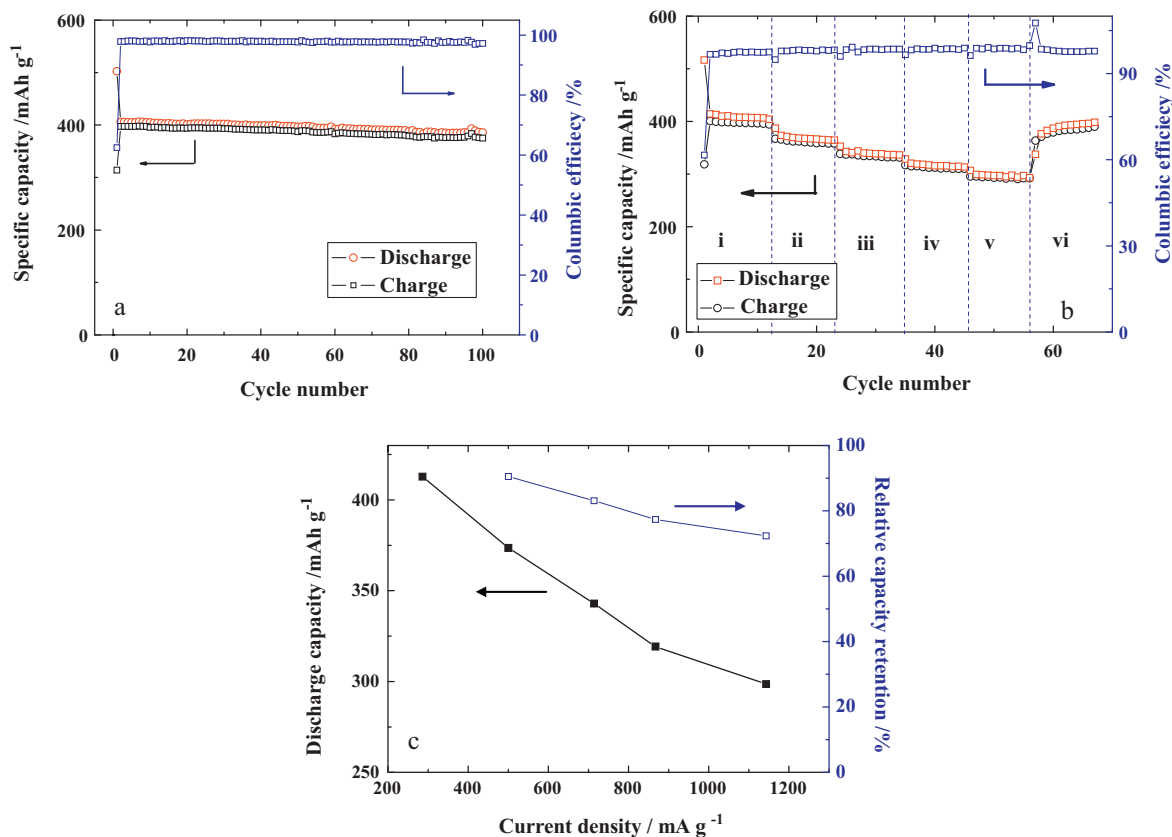 600
400
200
0
Specific capacity /mAh g-1
0
20
40
60
80
100
Cycle number
100
80
60
40
20
0
Columbic efficiecy /%
Discharge
Charge
a
600
400
200
0
Specific capacity /mAh g-1
0
20
40
60
Cycle number
90
60
30
0
Columbic efficiecy /%
i
ii
iii
iv
v
vi
Discharge
Charge
b
400
350
300
250
Discharge capacity /mAh g-1
200
400
600
800
1000
1200
Current density / mA g -1
100
80
60
40
20
0
Relative capacity retention /%
c